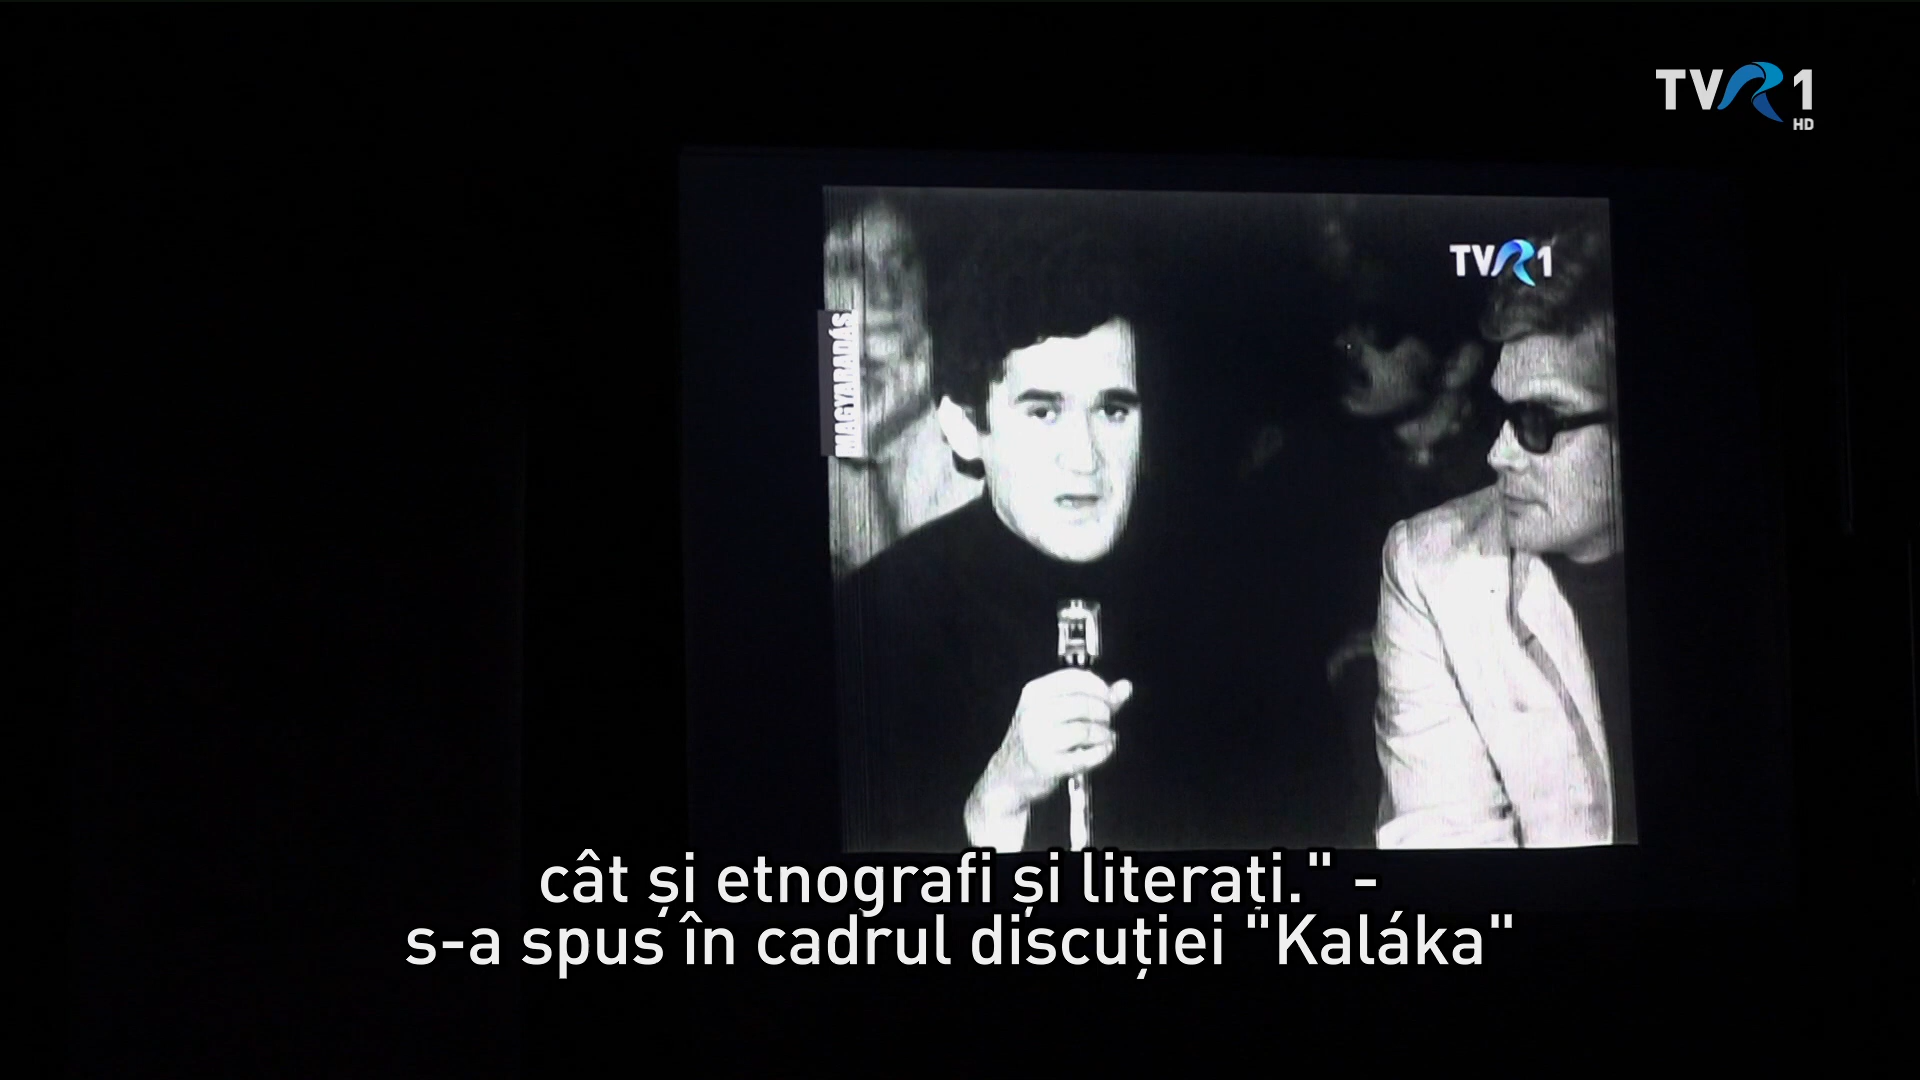 TVR1
HD
TVR1
MAGYARADÁS
cât și etnografi și literați." -
s-a spus în cadrul discuției "Kaláka"